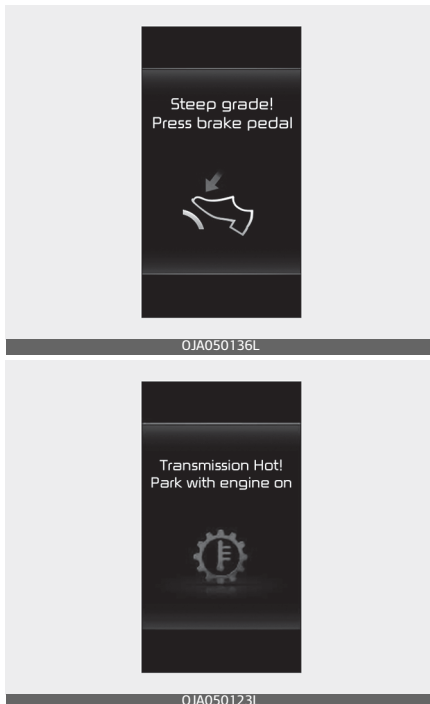 Steep grade!
Press brake pedal
OJA050136L
Transmission Hot!
Park with engine on
OJA050123L